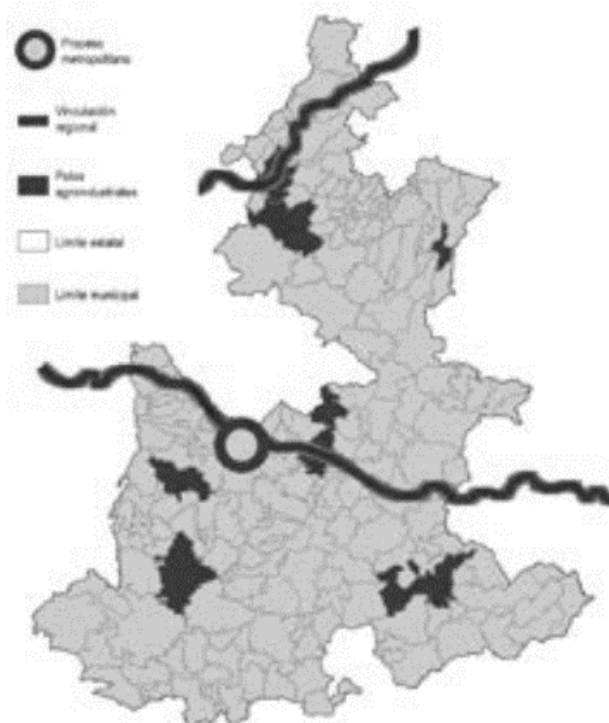 Proceso
metropolitano
Vinculación
regional
Polos
agroindustriales
Límite estatal
Límite municipal